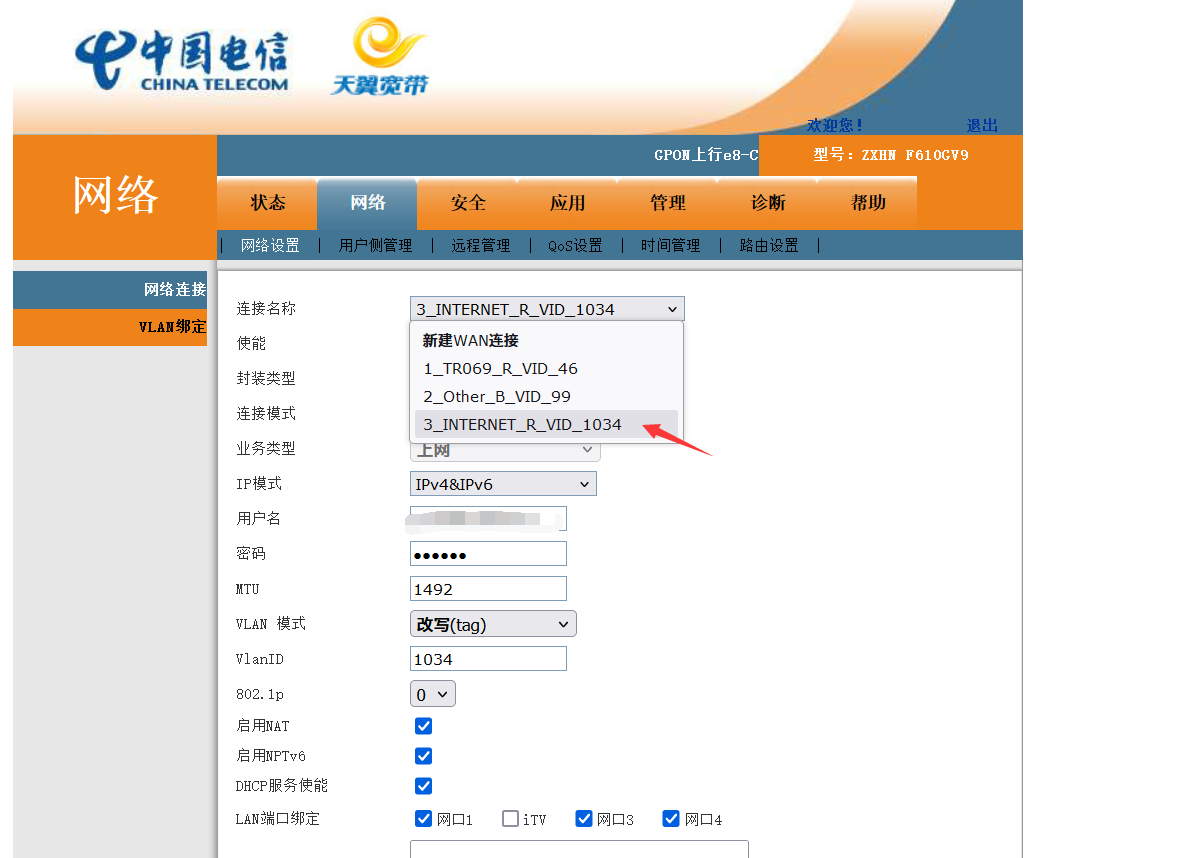 中国电信
CHINA TELECOM
天翼宽带
欢迎您!
退出
GPON上行e8-C
型号：ZXHN F610GV9
网络
状态
网络
安全
应用
管理
诊断
帮助
网络设置
用户侧管理
远程管理
QoS设置
时间管理
路由设置
网络连接
VLAN绑定
连接名称
3_INTERNET_R_VID_1034
新建WAN连接
1_TR069_R_VID_46
2_Other_B_VID_99
3_INTERNET_R_VID_1034
使能
封装类型
连接模式
业务类型
上网
IP模式
IPv4&IPv6
用户名
密码
MTU
1492
VLAN 模式
改写(tag)
VlanID
1034
802.1p
0
启用NAT
启用NPTv6
DHCP服务使能
LAN端口绑定
网口1
iTV
网口3
网口4